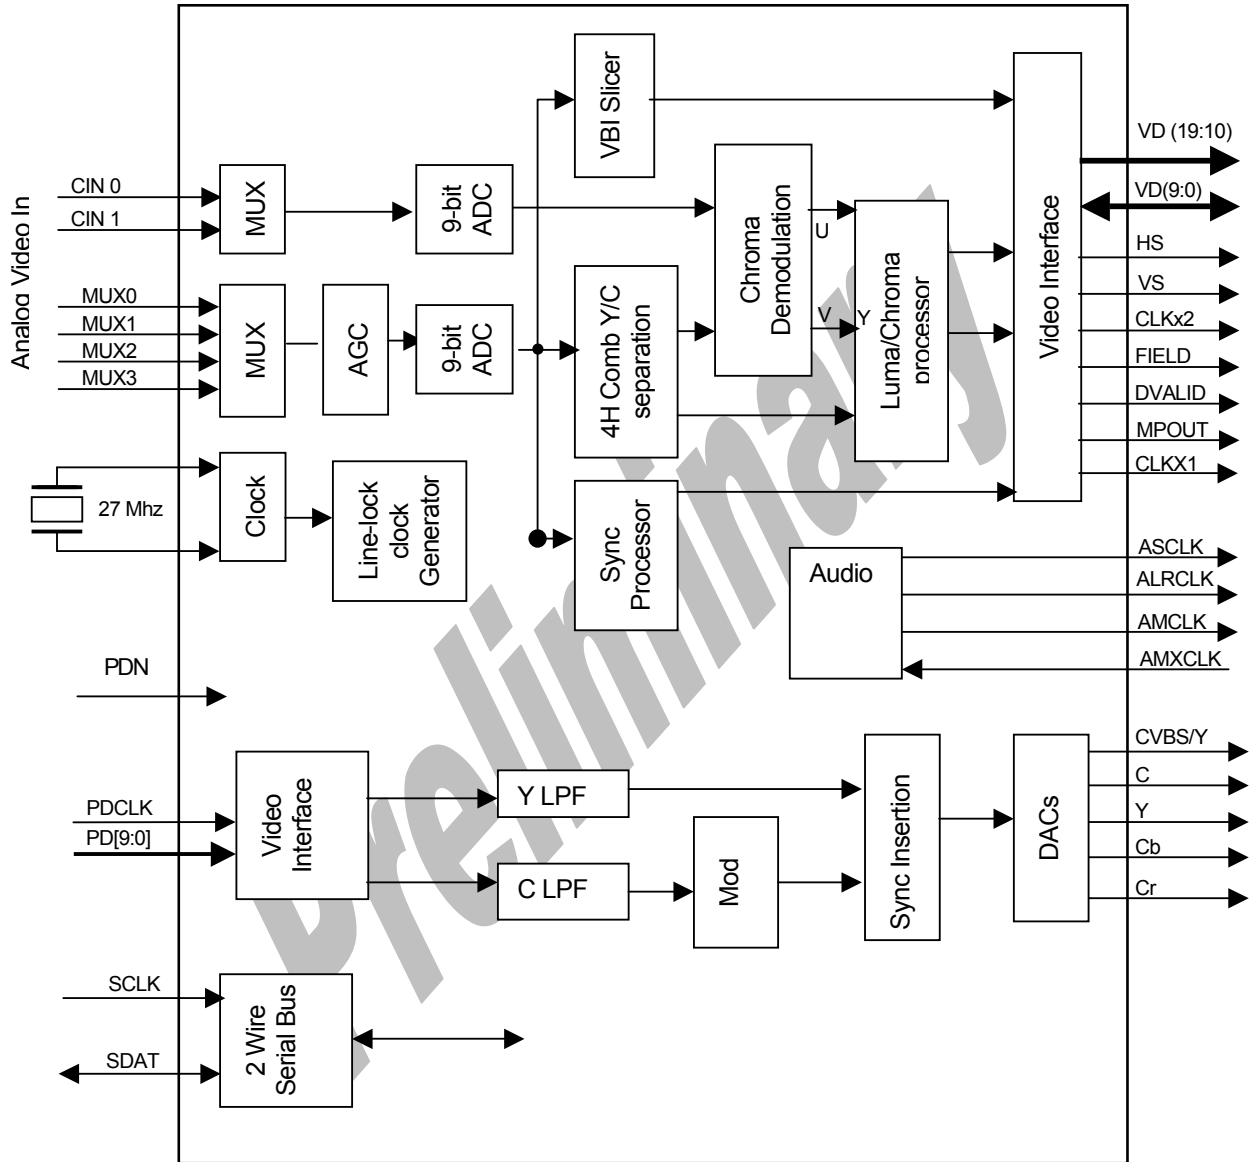 Analog Video In
CIN 0
CIN 1
MUX0
MUX1
MUX2
MUX3
27 Mhz
PDN
PDCLK
PD[9:0]
SCLK
SDAT
MUX
9-bit
ADC
MUX
AGC
9-bit
ADC
Clock
Line-lock
clock
Generator
VBI Slicer
4H Comb Y/C
separation
Sync
Processor
Chroma
Demodulation
U
V
Y
Luma/Chroma
processor
Video Interface
VD (19:10)
VD(9:0)
HS
VS
CLKx2
FIELD
DVALID
MPOUT
CLKX1
Audio
ASCLK
ALRCLK
AMCLK
AMXCLK
Video
Interface
Y LPF
C LPF
Mod
Sync Insertion
DACs
CVBS/Y
C
Y
Cb
Cr
2 Wire
Serial Bus
Preliminary